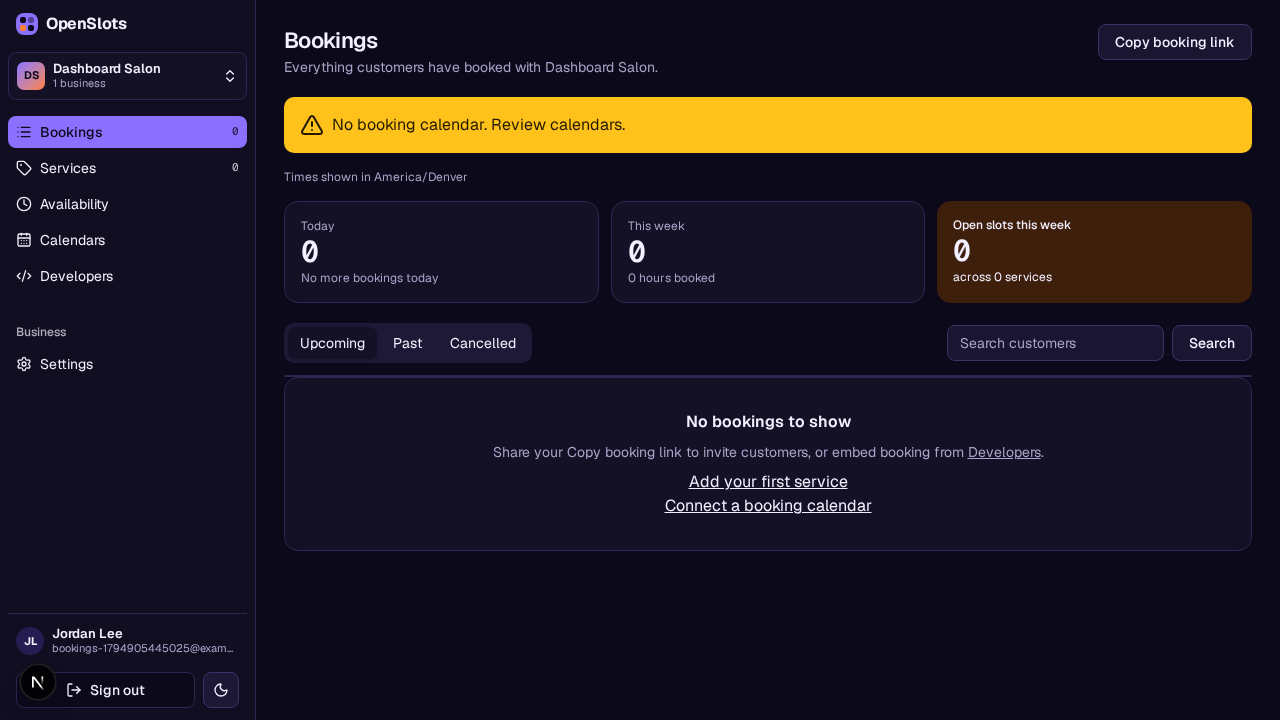 OpenSlots
DS
Dashboard Salon
1 business
Bookings 0
Services 0
Availability
Calendars
Developers
Business
Settings
JL
Jordan Lee
bookings-1794905445025@exam…
N
Sign out
Bookings
Everything customers have booked with Dashboard Salon.
Copy booking link
No booking calendar. Review calendars.
Times shown in America/Denver
Today
0
No more bookings today
This week
0
0 hours booked
Open slots this week
0
across 0 services
Upcoming Past Cancelled
Search customers
Search
No bookings to show
Share your Copy booking link to invite customers, or embed booking from Developers.
Add your first service
Connect a booking calendar